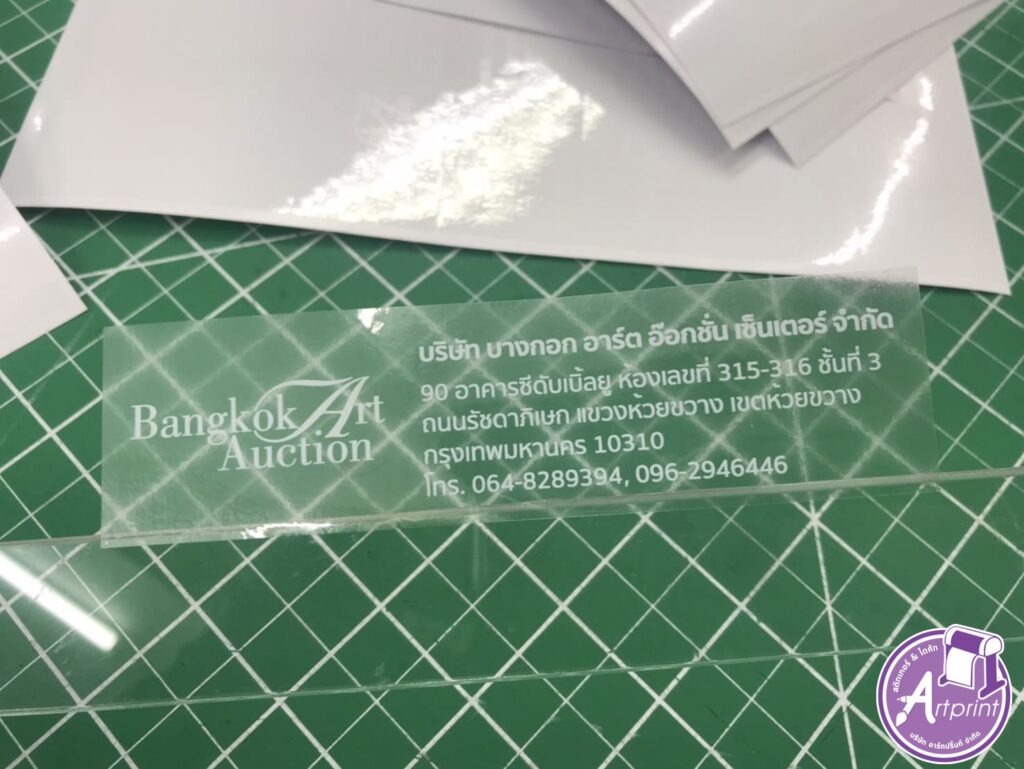 Bangkok Art
Auction
บริษัท บางกอก อาร์ต อ๊อกชั่น เซ็นเตอร์ จำกัด
90 อาคารซีดับเบิ้ลยู ห้องเลขที่ 315-316 ชั้นที่ 3
ถนนรัชดาภิเษก แขวงห้วยขวาง เขตห้วยขวาง
กรุงเทพมหานคร 10310
โทร. 064-8289394, 096-2946446
สติกเกอร์ & ไดคัท
Artprint
บริษัท อาร์ทปริ้นท์ จำกัด